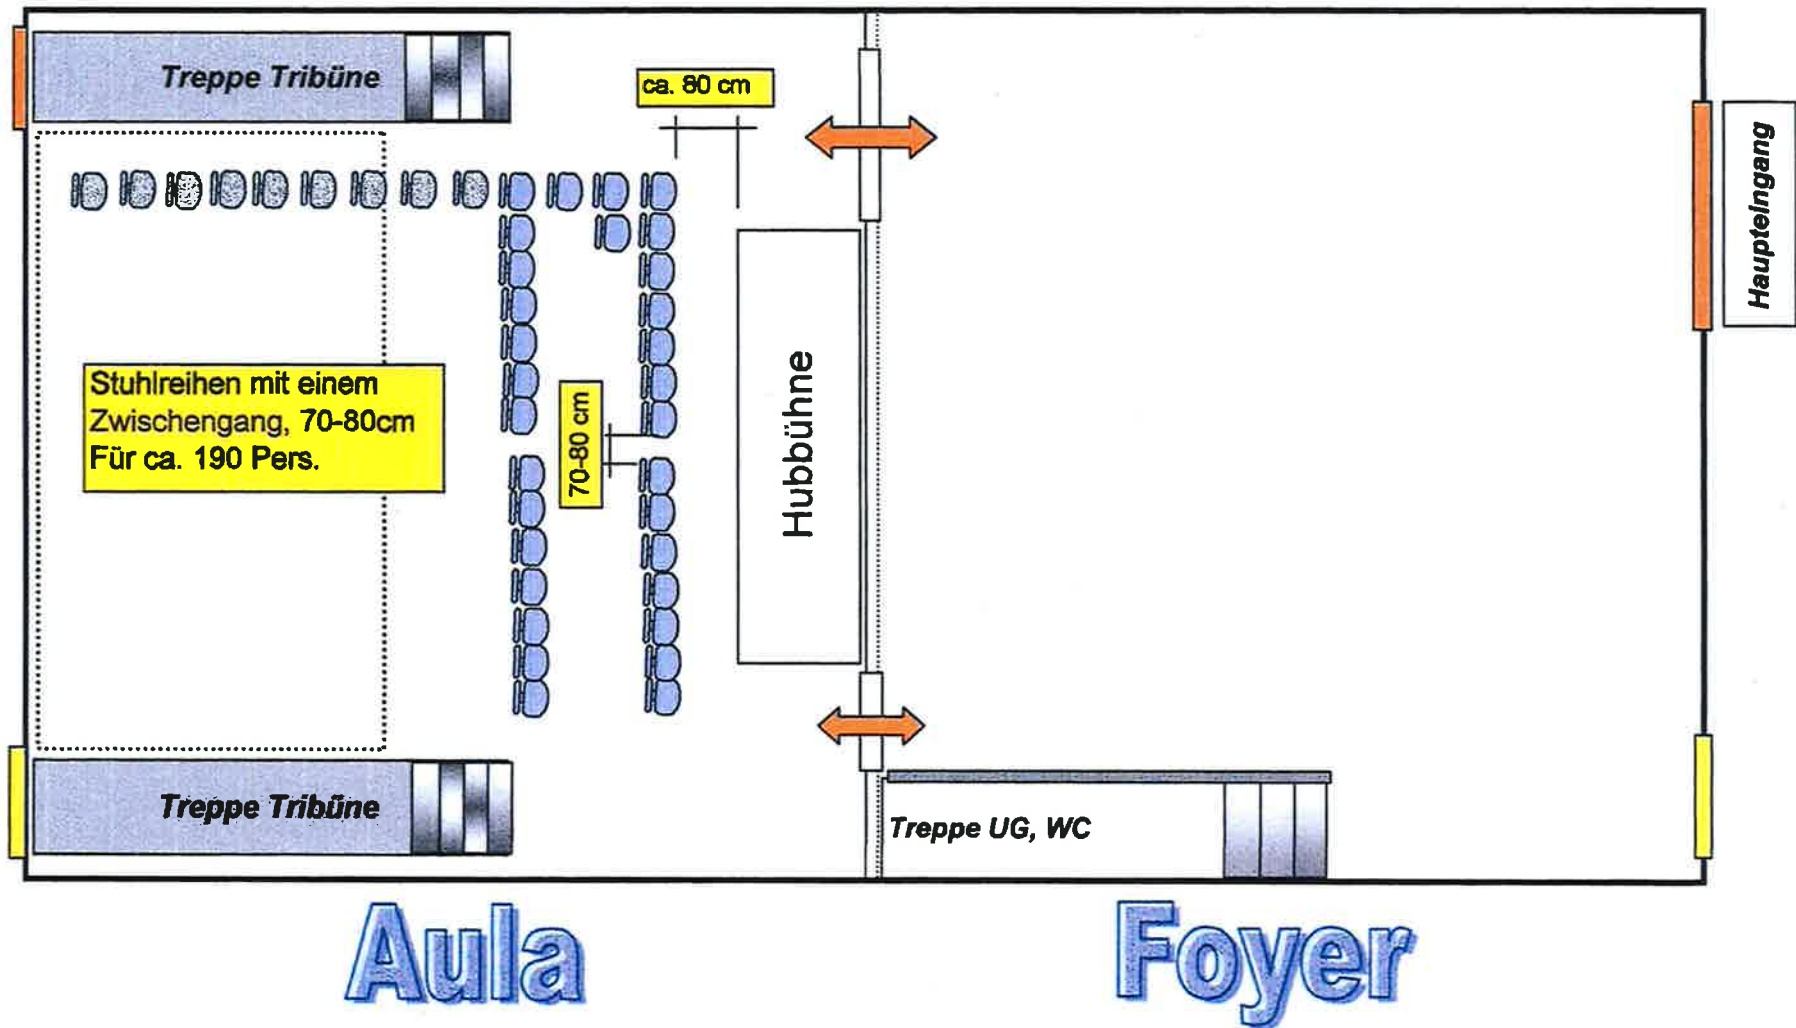 Treppe Tribüne
ca. 80 cm
Haupteingang
Stuhlreihen mit einem
Zwischengang, 70-80cm
Für ca. 190 Pers.
70-80 cm
Hubbühne
Treppe Tribüne
Treppe UG, WC
Aula
Foyer